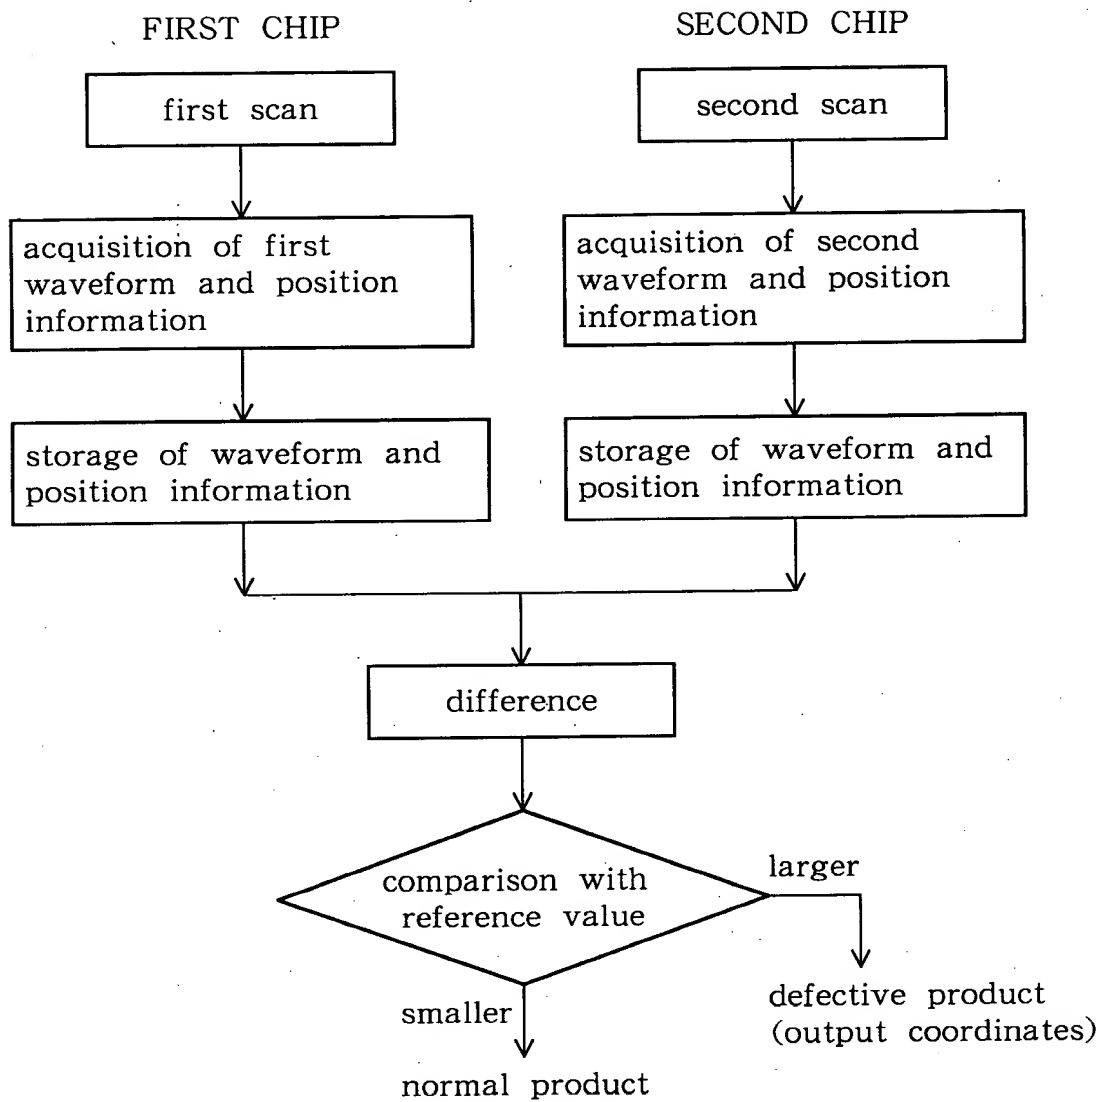 FIRST CHIP
first scan
acquisition of first
waveform and position
information
storage of waveform and
position information
SECOND CHIP
second scan
acquisition of second
waveform and position
information
storage of waveform and
position information
difference
comparison with
reference value
larger
defective product
(output coordinates)
smaller
normal product